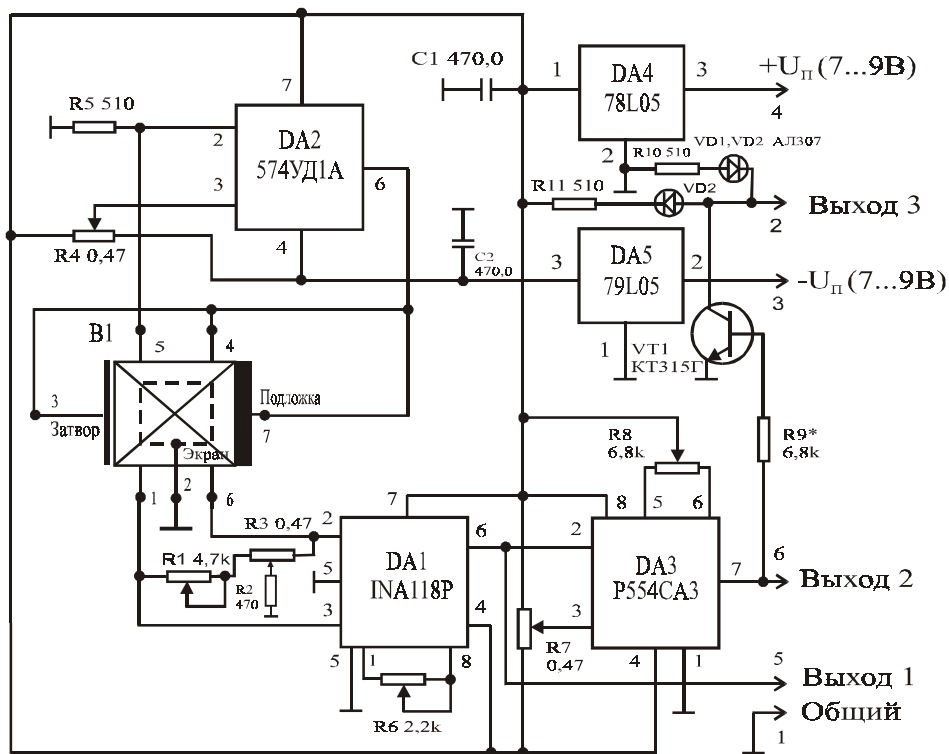 C1 470,0
1
DA4
78L05
3
+Uп (7...9В)
4
7
R5 510
2
DA2
574УД1А
6
3
4
2
R10 510
VD1,VD2 АЛ307
R11 510
VD2
Выход 3
2
R4 0,47
C2
470,0
3
DA5
79L05
2
-Uп (7...9В)
3
1
VT1
КТ315Г
B1
5
4
3
Затвор
Подложка
7
Экран
R8
6,8k
R9*
6,8k
1
2
6
7
8
5
6
R3 0,47
2
DA1
INA118P
6
2
DA3
P554CA3
7
6
Выход 2
R1 4,7k
R2
470
5
3
4
3
R7
0,47
5
1
8
4
1
R6 2,2k
5
Выход 1
Общий
1